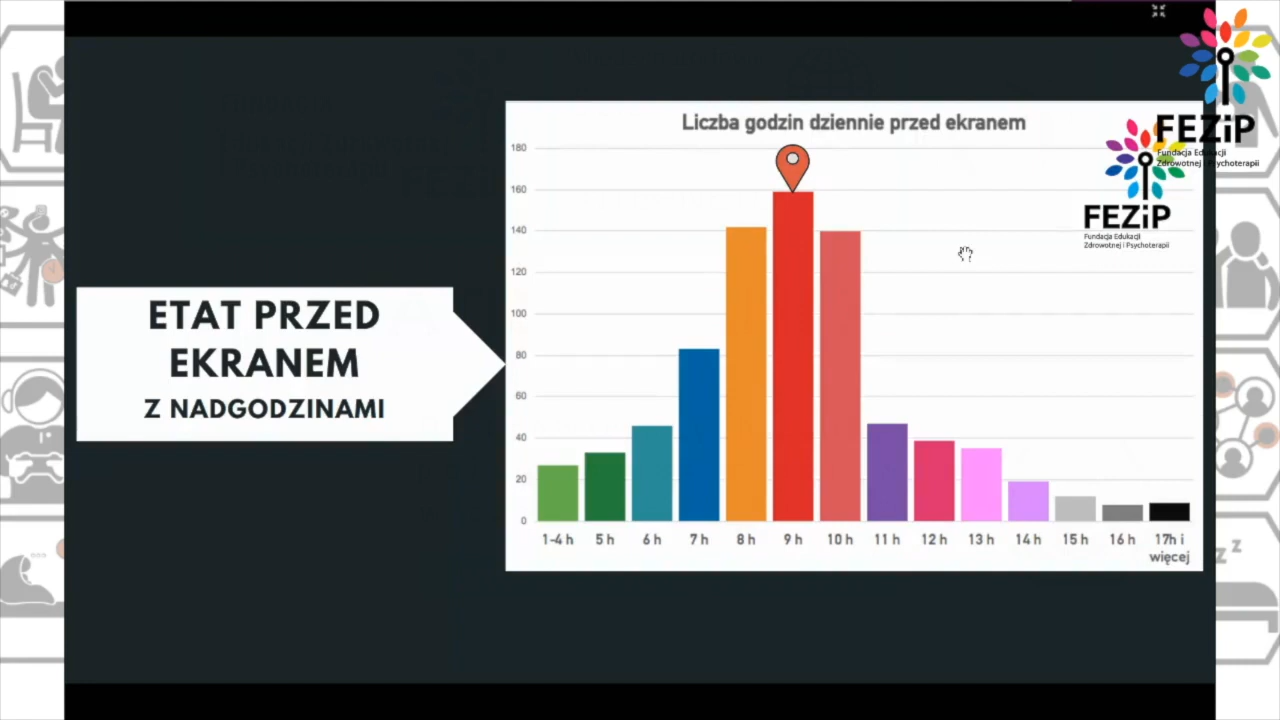 ETAT PRZED
EKRANEM
Z NADGODZINAMI
Liczba godzin dziennie przed ekranem
180
160
140
120
100
80
60
40
20
0
1-4 h 5 h 6 h 7 h 8 h 9 h 10 h 11 h 12 h 13 h 14 h 15 h 16 h 17h i
więcej
FEZiP
Fundacja Edukacji
Zdrowotnej i Psychoterapii
FEZiP
Fundacja Edukacji
Zdrowotnej i Psychoterapii
z z